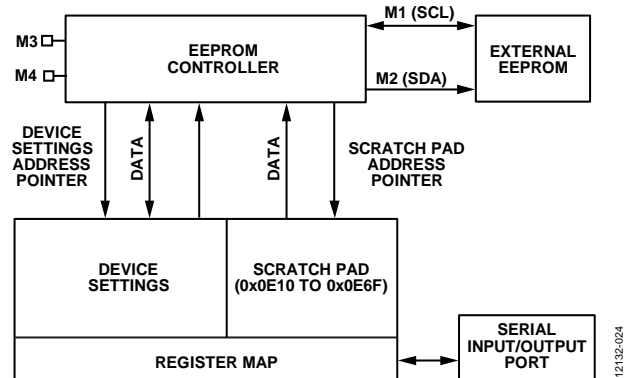 M1 (SCL)
M3
M4
EEPROM
CONTROLLER
EXTERNAL
EEPROM
M2 (SDA)
DEVICE
SETTINGS
ADDRESS
POINTER
DATA
DATA
SCRATCH PAD
ADDRESS
POINTER
DEVICE
SETTINGS
SCRATCH PAD
(0x0E10 TO 0x0E6F)
REGISTER MAP
SERIAL
INPUT/OUTPUT
PORT
12132-024